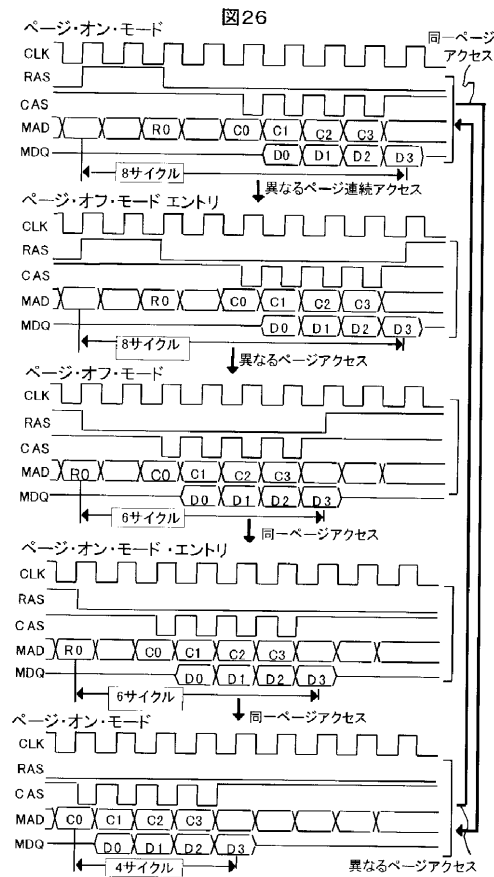 図26
ページ・オン・モード
同一ページ
アクセス
CLK
RAS
CAS
MAD R0 C0 C1 C2 C3
MDQ D0 D1 D2 D3
8サイクル
異なるページ連続アクセス
ページ・オフ・モード エントリ
CLK
RAS
CAS
MAD R0 C0 C1 C2 C3
MDQ D0 D1 D2 D3
8サイクル
異なるページアクセス
ページ・オフ・モード
CLK
RAS
CAS
MAD R0 C0 C1 C2 C3
MDQ D0 D1 D2 D3
6サイクル
同一ページアクセス
ページ・オン・モード・エントリ
CLK
RAS
CAS
MAD R0 C0 C1 C2 C3
MDQ D0 D1 D2 D3
6サイクル
同一ページアクセス
ページ・オン・モード
CLK
RAS
CAS
MAD C0 C1 C2 C3
MDQ D0 D1 D2 D3
4サイクル
異なるページ
アクセス